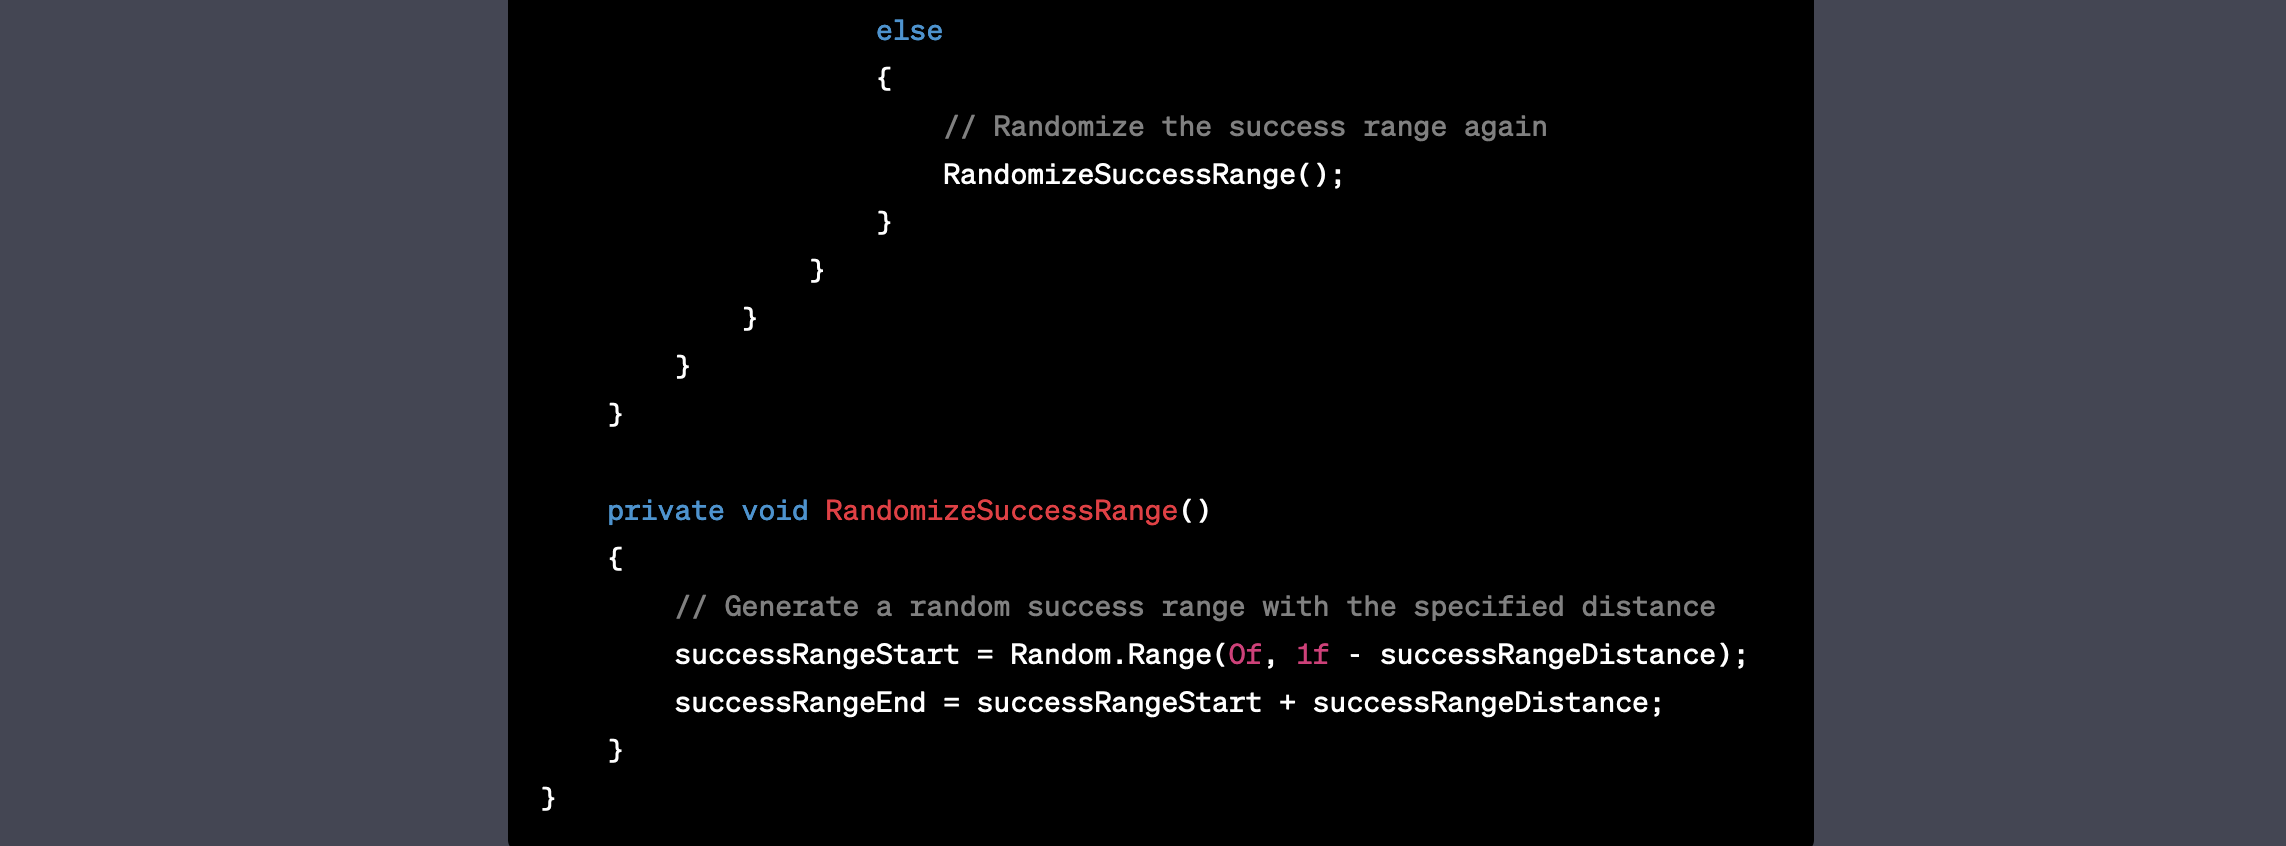 else
{
// Randomize the success range again
RandomizeSuccessRange();
}
}
}
}
}
private void RandomizeSuccessRange()
{
// Generate a random success range with the specified distance
successRangeStart = Random.Range(0f, 1f - successRangeDistance);
successRangeEnd = successRangeStart + successRangeDistance;
}
}